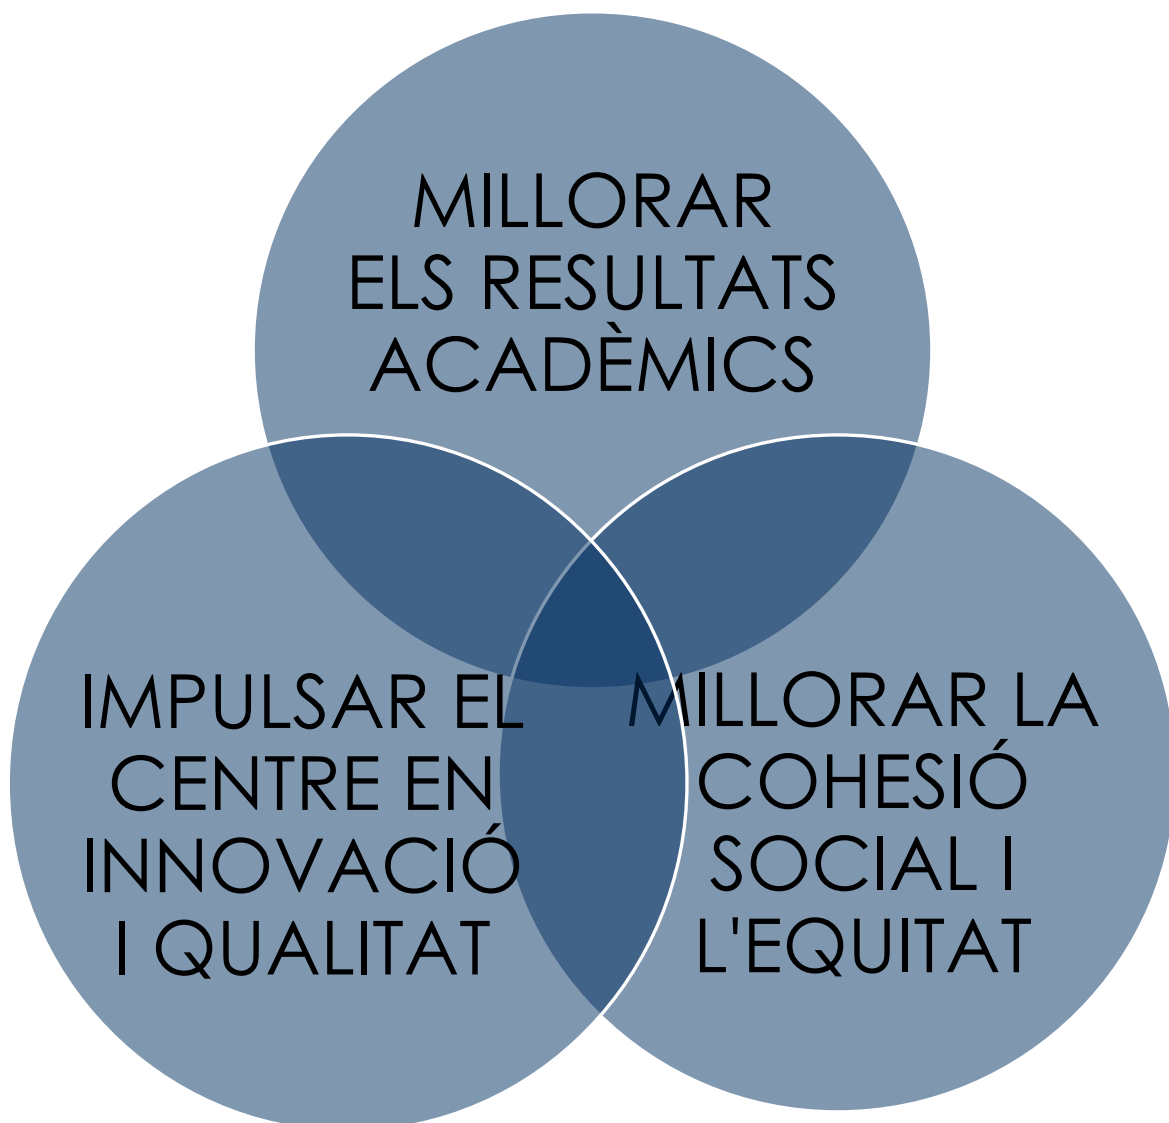 MILLORAR
ELS RESULTATS
ACADÈMICS
IMPULSAR EL
CENTRE EN
INNOVACIÓ
I QUALITAT
MILLORAR LA
COHESIÓ
SOCIAL I
L'EQUITAT